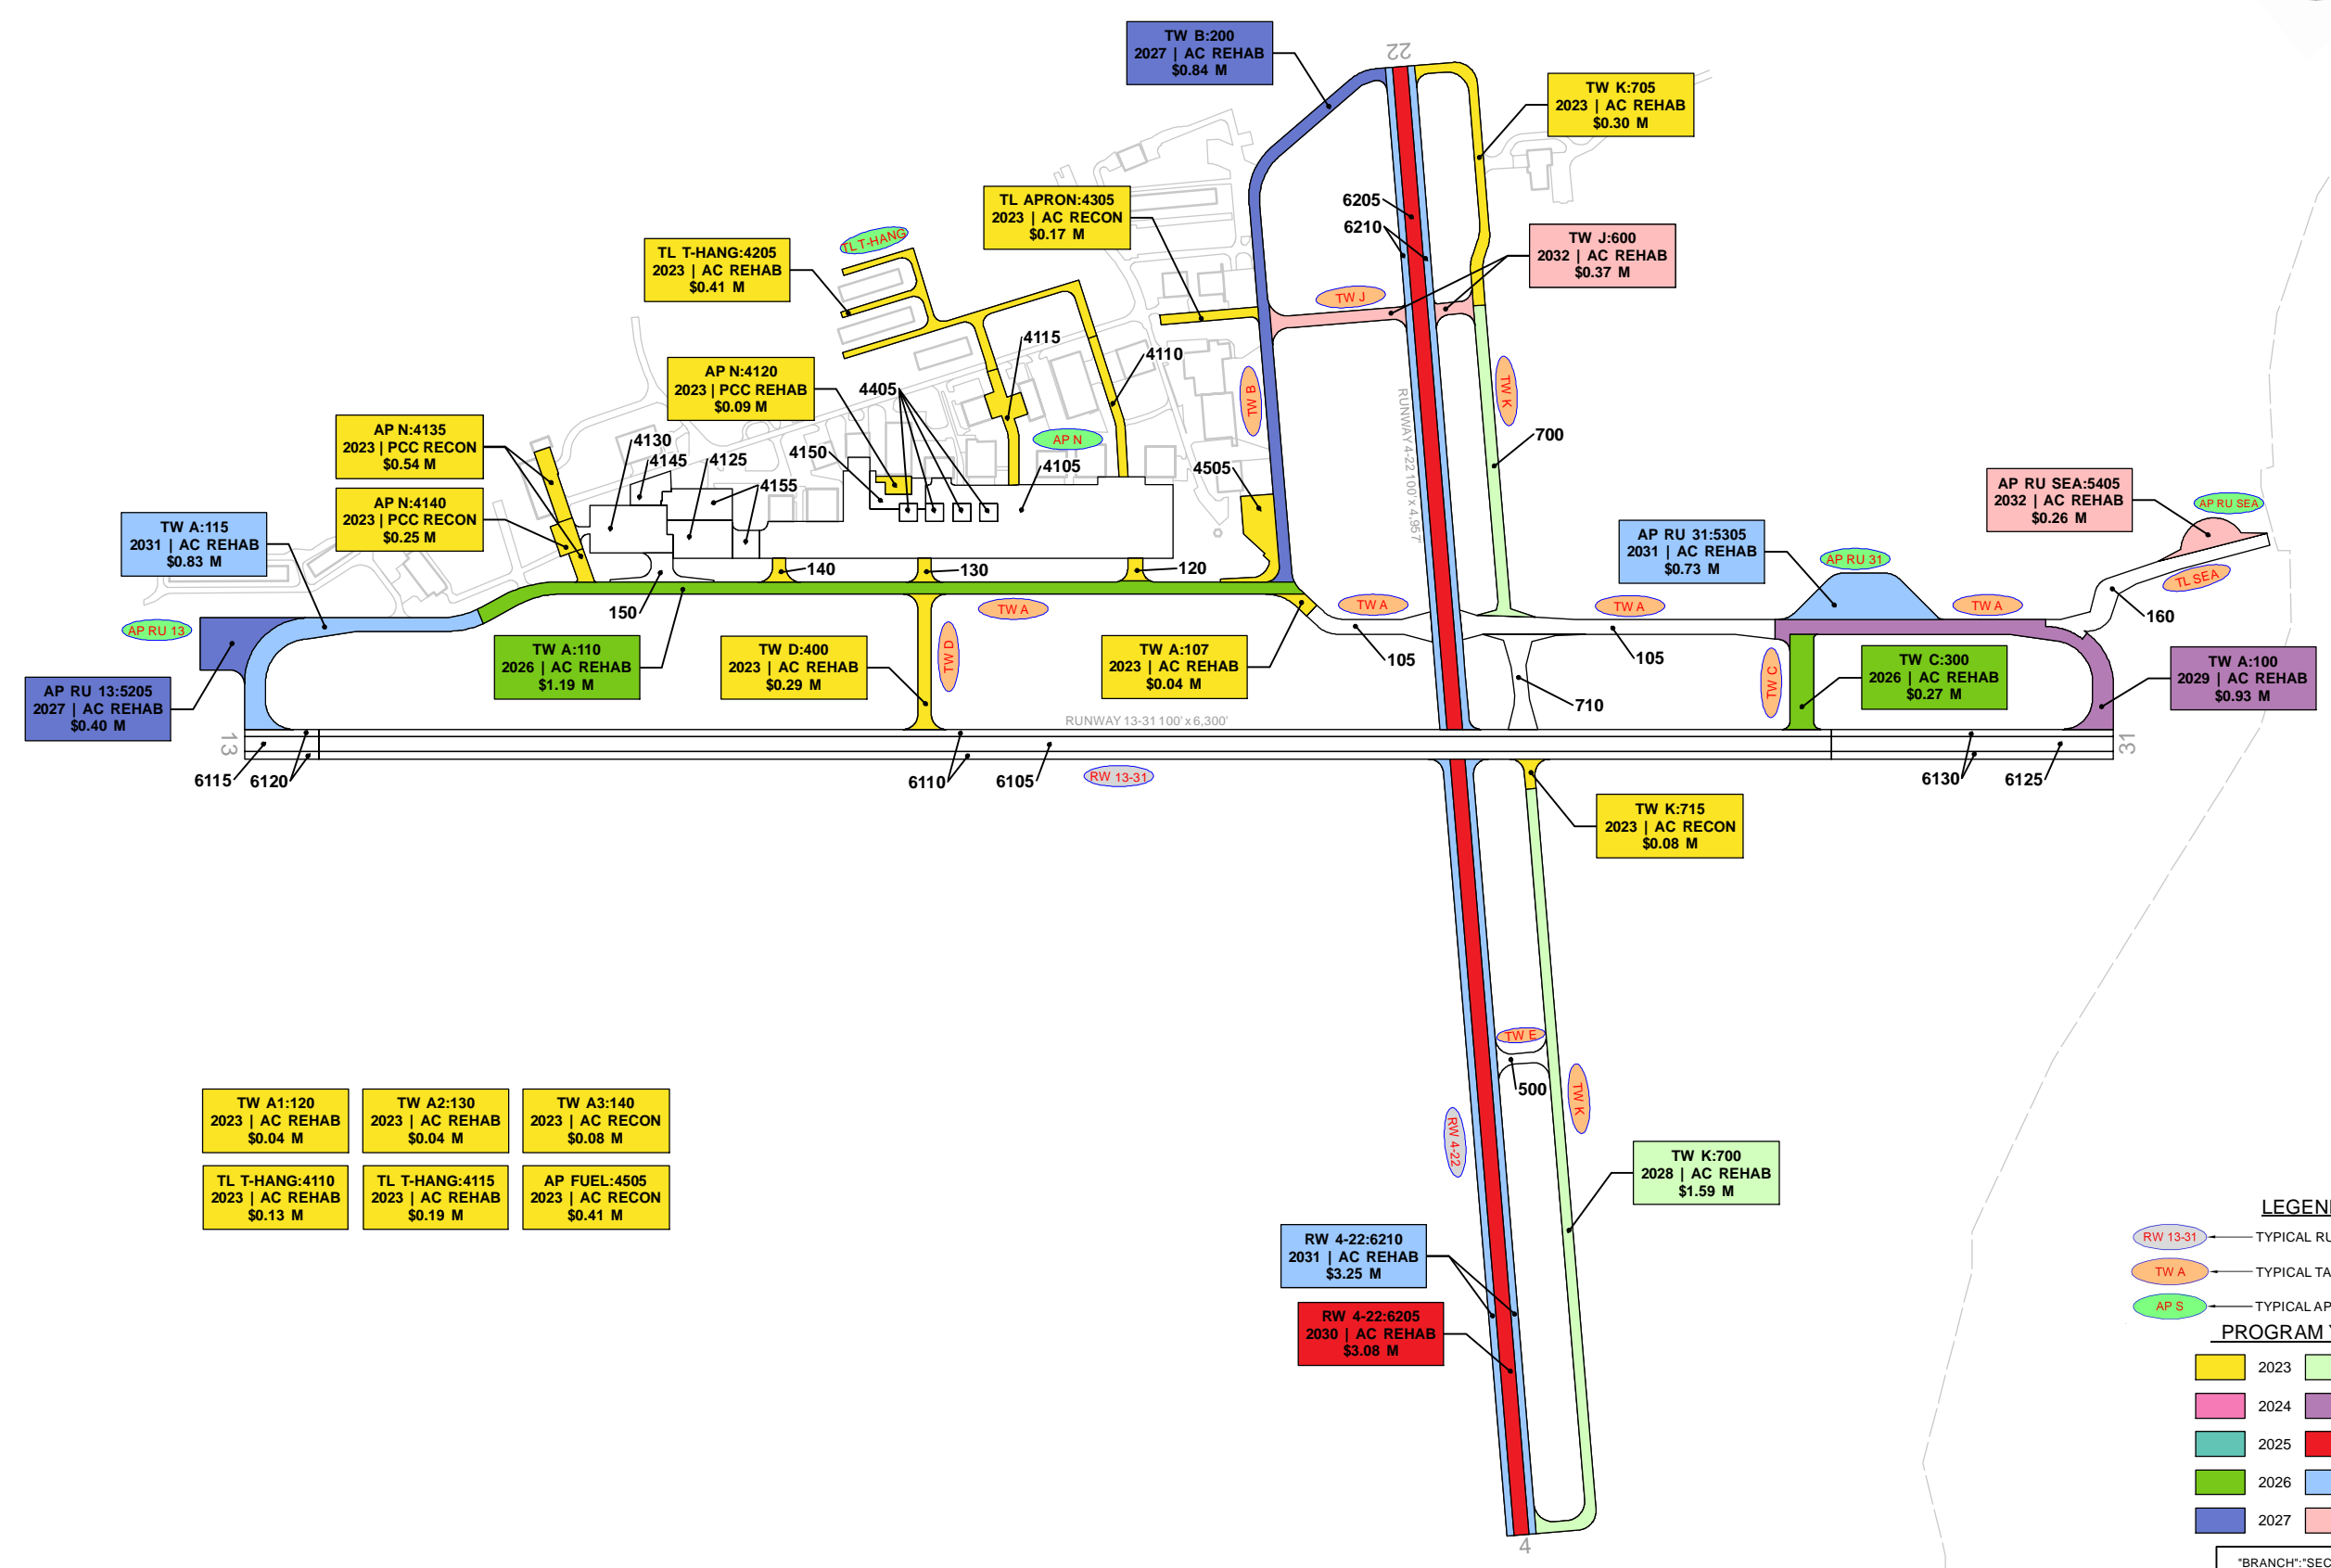 TW B:200
2027 | AC REHAB
$0.84 M
22
TW K:705
2023 | AC REHAB
$0.30 M
TL APRON:4305
2023 | AC RECON
$0.17 M
6205
6210
TW J:600
2032 | AC REHAB
$0.37 M
TL T-HANG
TL T-HANG:4205
2023 | AC REHAB
$0.41 M
TW J
4115
4110
AP N:4120
2023 | PCC REHAB
$0.09 M
4405
TW B
TW K
RUNWAY 4-22 100' x 4,957'
AP N:4135
2023 | PCC RECON
$0.54 M
4130
4145
4125
4150
AP N
4105
4155
4505
700
AP N:4140
2023 | PCC RECON
$0.25 M
AP RU SEA:5405
2032 | AC REHAB
$0.26 M
AP RU SEA
TW A:115
2031 | AC REHAB
$0.83 M
AP RU 31:5305
2031 | AC REHAB
$0.73 M
AP RU 31
TL SEA
140
130
120
150
TW A
TW A
TW A
TW A
160
AP RU 13
TW A:110
2026 | AC REHAB
$1.19 M
TW D:400
2023 | AC REHAB
$0.29 M
TW D
TW A:107
2023 | AC REHAB
$0.04 M
105
105
TW C
TW C:300
2026 | AC REHAB
$0.27 M
TW A:100
2029 | AC REHAB
$0.93 M
AP RU 13:5205
2027 | AC REHAB
$0.40 M
710
RUNWAY 13-31 100' x 6,300'
13
31
6115
6120
6110
6105
RW 13-31
6130
6125
TW K:715
2023 | AC RECON
$0.08 M
TW E
500
TW K
RW 4-22
TW A1:120
2023 | AC REHAB
$0.04 M
TW A2:130
2023 | AC REHAB
$0.04 M
TW A3:140
2023 | AC RECON
$0.08 M
TL T-HANG:4110
2023 | AC REHAB
$0.13 M
TL T-HANG:4115
2023 | AC REHAB
$0.19 M
AP FUEL:4505
2023 | AC RECON
$0.41 M
TW K:700
2028 | AC REHAB
$1.59 M
RW 4-22:6210
2031 | AC REHAB
$3.25 M
RW 4-22:6205
2030 | AC REHAB
$3.08 M
4
RW 13-31
TYPICAL
TW A
TYPICAL
AP S
TYPICAL
PROGRAM
2023
2024
2025
2026
2027